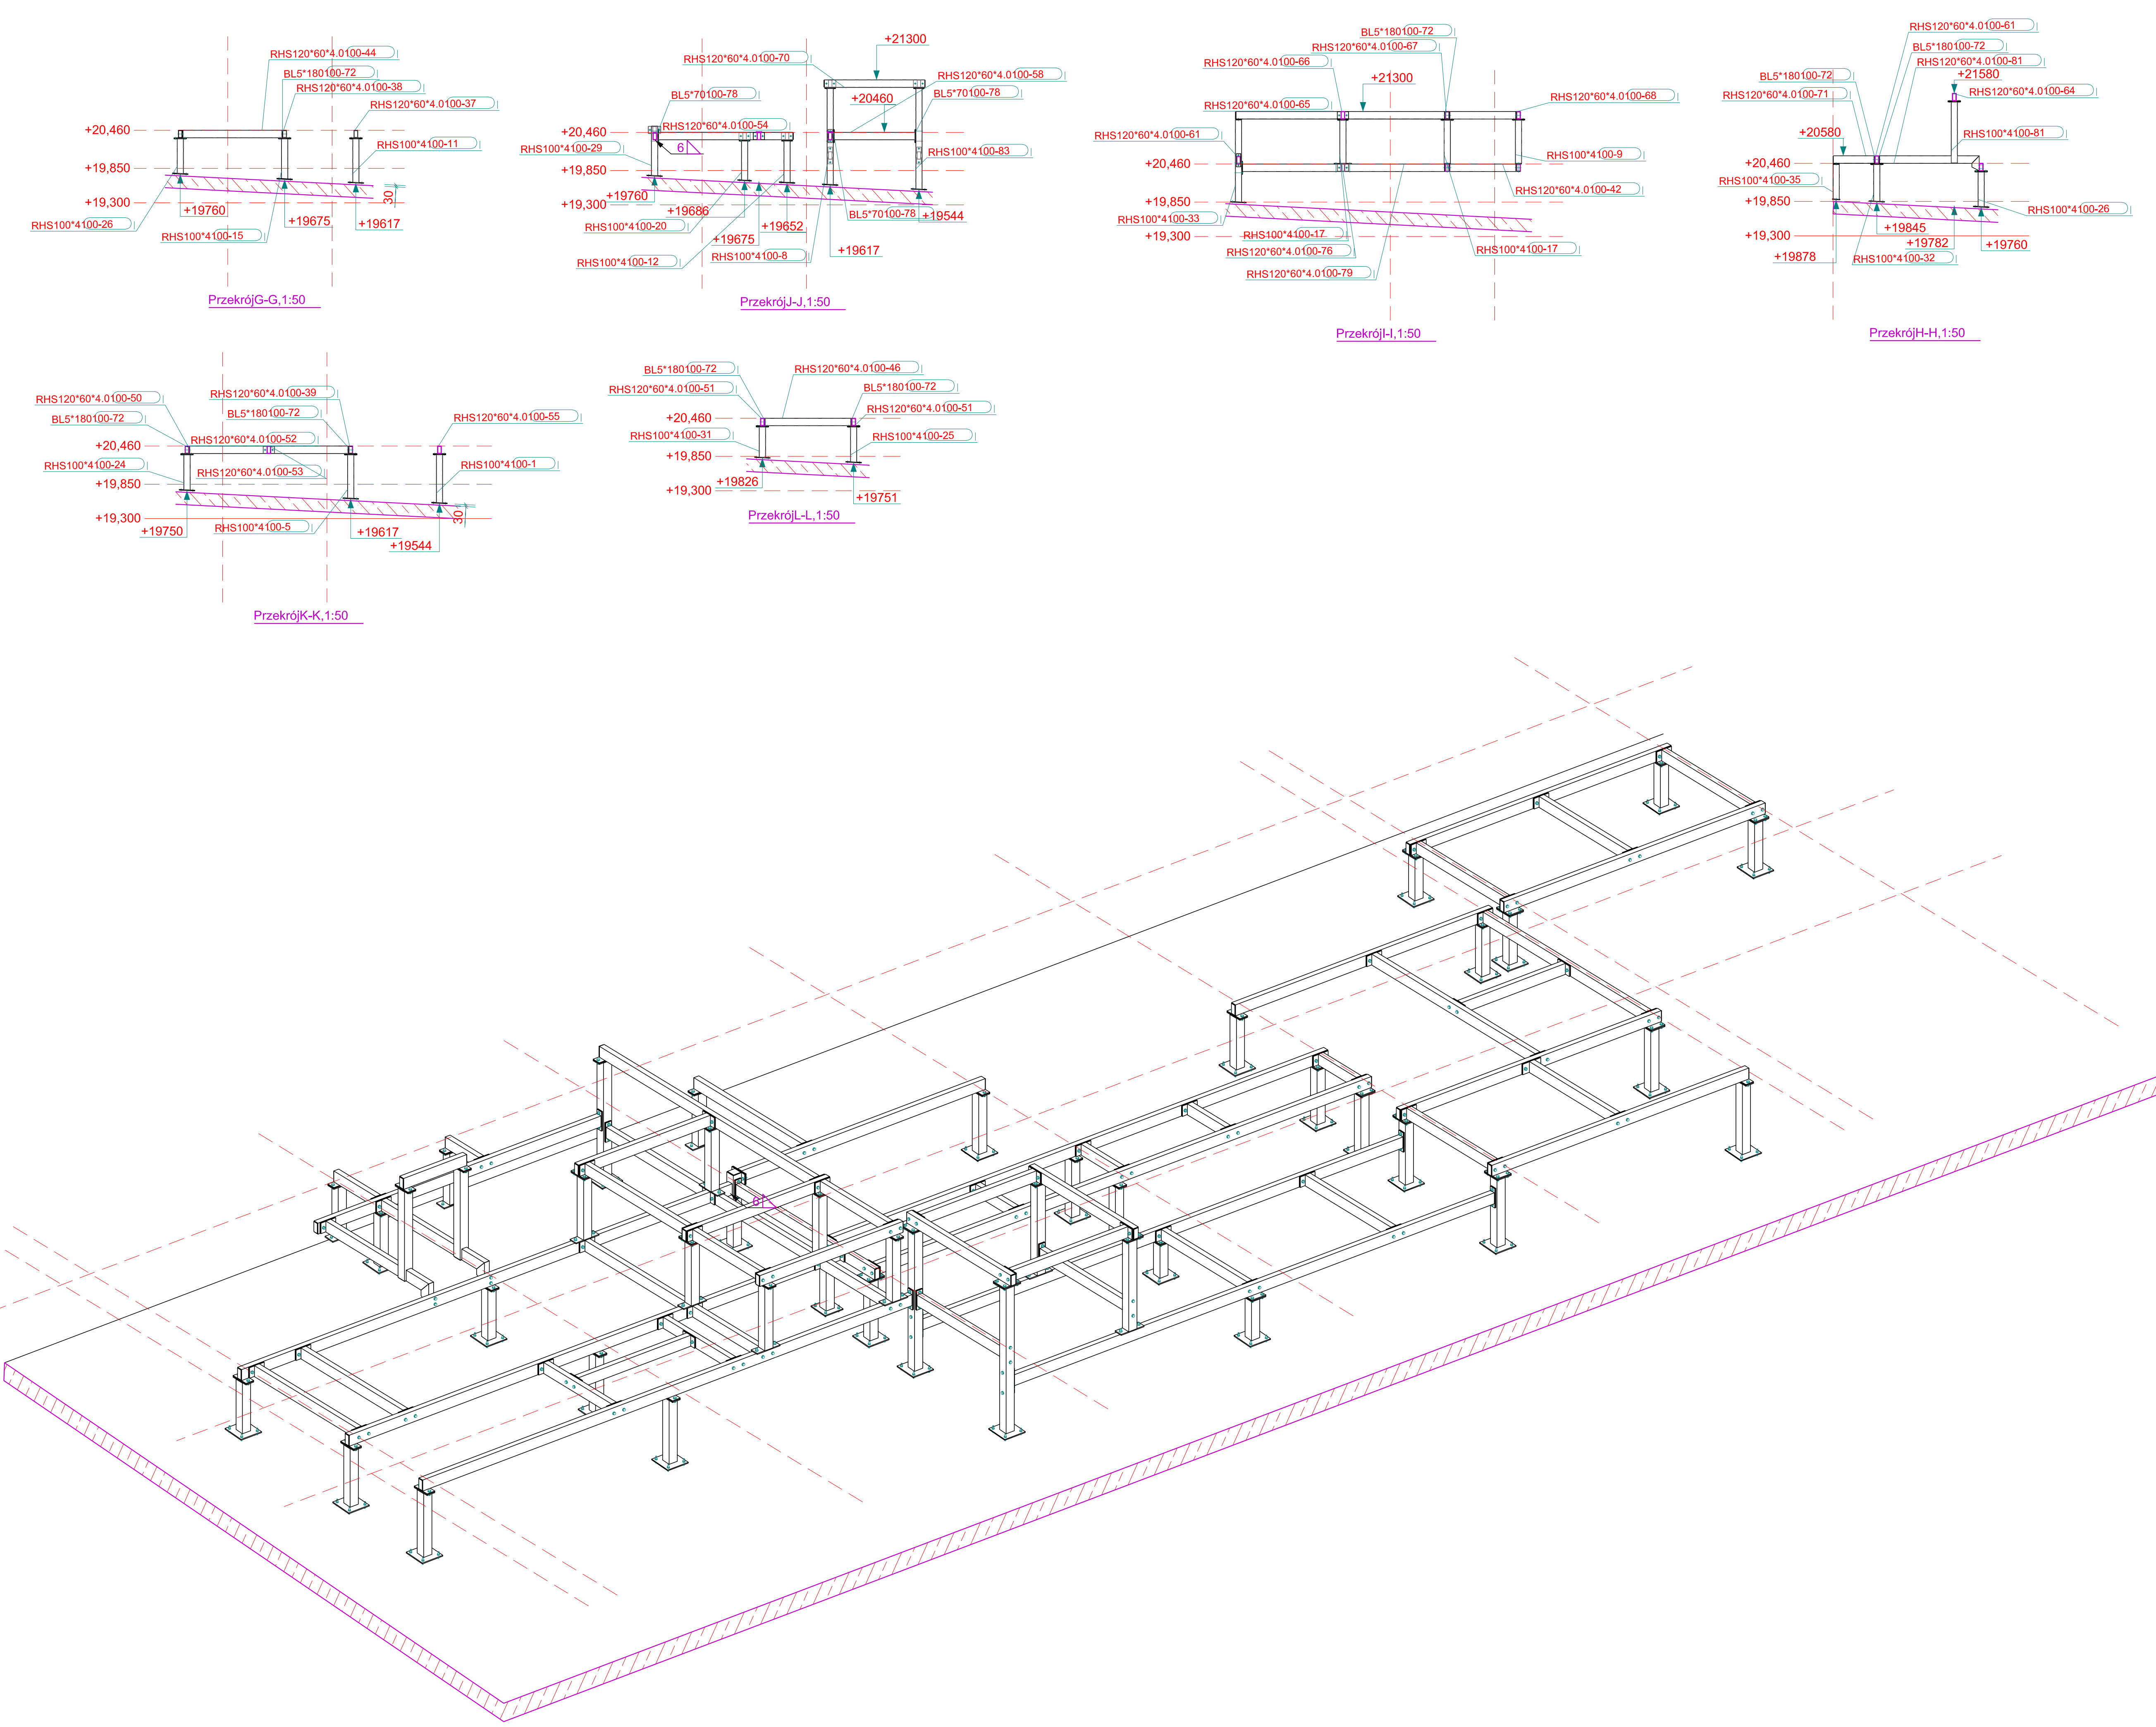 RHS120*60*4.0100-44
BL5*180100-72
RHS120*60*4.0100-38
RHS120*60*4.0100-37
+20,460
RHS100*4100-11
+19,850
+19,300
+19760
+19675
+19617
30
RHS100*4100-26
RHS100*4100-15
PrzekrójG-G,1:50
+21300
RHS120*60*4.0100-70
RHS120*60*4.0100-58
BL5*70100-78
BL5*70100-78
+20460
RHS120*60*4.0100-54
+20,460
RHS100*4100-29
6
RHS100*4100-83
+19,850
+19760
+19,300
+19686
BL5*70100-78
+19544
RHS100*4100-20
+19652
+19675
+19617
RHS100*4100-12
RHS100*4100-8
PrzekrójJ-J,1:50
BL5*180100-72
RHS120*60*4.0100-67
RHS120*60*4.0100-66
+21300
RHS120*60*4.0100-65
RHS120*60*4.0100-68
RHS120*60*4.0100-61
RHS100*4100-9
+20,460
RHS120*60*4.0100-42
+19,850
RHS100*4100-33
+19,300
RHS100*4100-17
RHS120*60*4.0100-76
RHS100*4100-17
RHS120*60*4.0100-79
PrzekrójI-I,1:50
RHS120*60*4.0100-61
BL5*180100-72
RHS120*60*4.0100-81
BL5*180100-72
+21580
RHS120*60*4.0100-71
RHS120*60*4.0100-64
+20580
RHS100*4100-81
+20,460
RHS100*4100-35
+19,850
RHS100*4100-26
+19845
+19,300
+19782
+19760
+19878
RHS100*4100-32
PrzekrójH-H,1:50
RHS120*60*4.0100-50
RHS120*60*4.0100-39
BL5*180100-72
BL5*180100-72
RHS120*60*4.0100-55
+20,460
RHS120*60*4.0100-52
RHS100*4100-24
RHS120*60*4.0100-53
RHS100*4100-1
+19,850
+19,300
30
+19750
RHS100*4100-5
+19617
+19544
PrzekrójK-K,1:50
BL5*180100-72
RHS120*60*4.0100-46
RHS120*60*4.0100-51
BL5*180100-72
RHS120*60*4.0100-51
+20,460
RHS100*4100-31
RHS100*4100-25
+19,850
+19826
+19,300
+19751
PrzekrójL-L,1:50
6